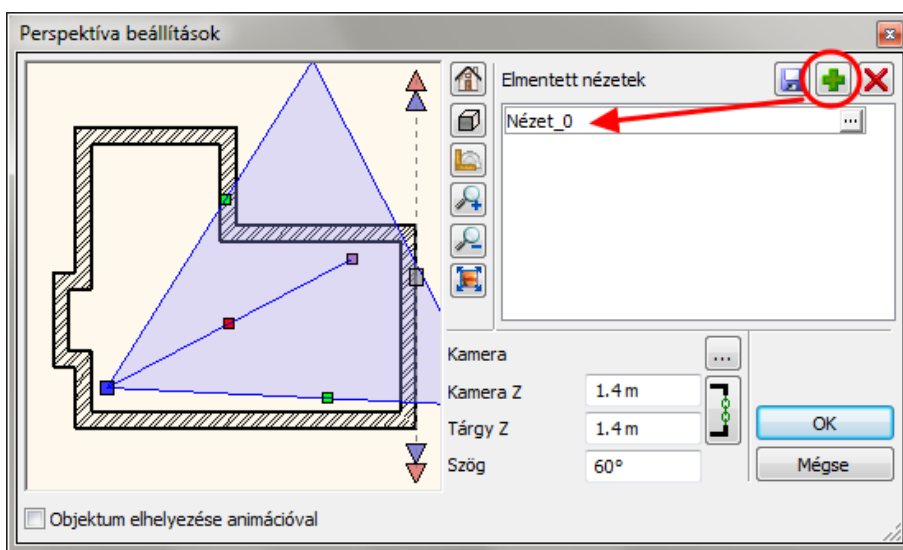 Perspektíva beállítások
Elmentett nézetek
Nézet_0
...
Kamera
...
Kamera Z
1.4 m
Tárgy Z
1.4 m
Szög
60°
OK
Mégse
Objektum elhelyezése animációval